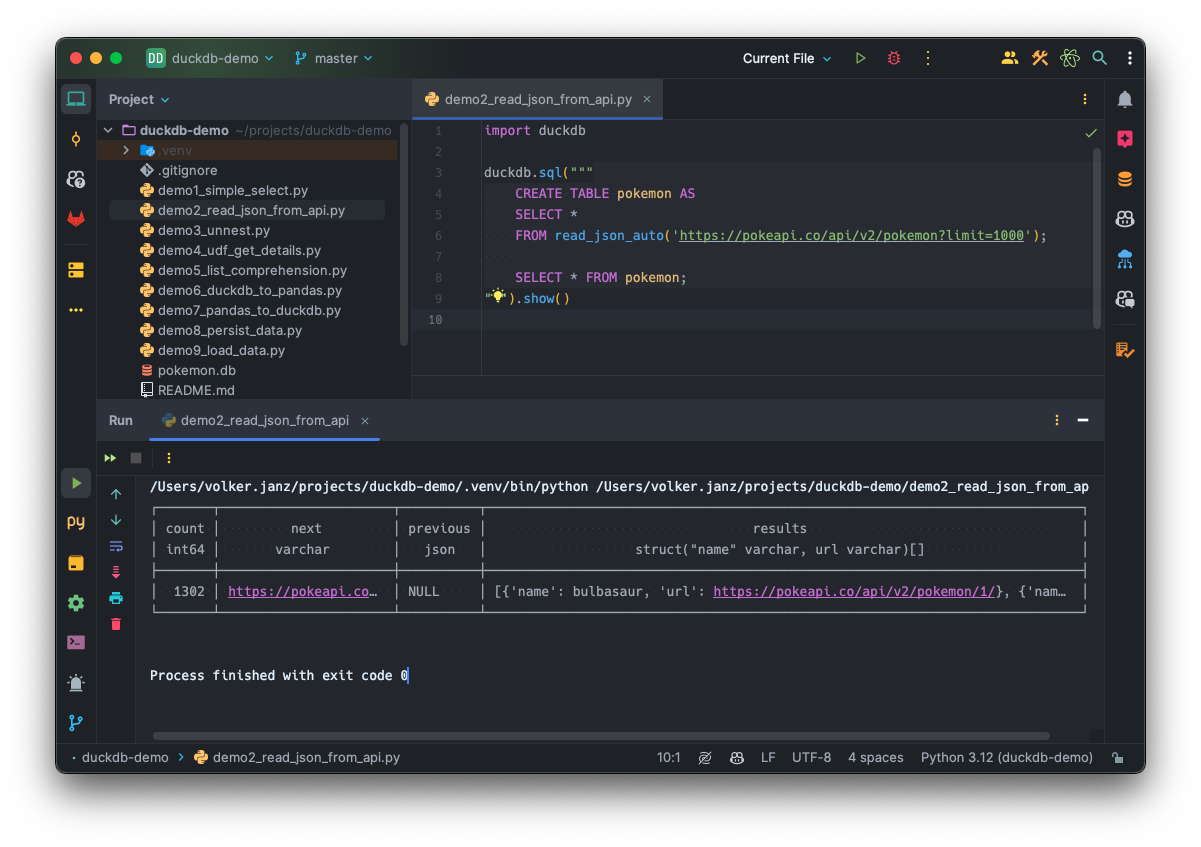 DD duckdb-demo master Current File
Project
demo2_read_json_from_api.py
duckdb-demo ~/projects/duckdb-demo
.venv
.gitignore
demo1_simple_select.py
demo2_read_json_from_api.py
demo3_unnest.py
demo4_udf_get_details.py
demo5_list_comprehension.py
demo6_duckdb_to_pandas.py
demo7_pandas_to_duckdb.py
demo8_persist_data.py
demo9_load_data.py
pokemon.db
README.md
1 import duckdb
2
3 duckdb.sql("""
4 CREATE TABLE pokemon AS
5 SELECT *
6 FROM read_json_auto('https://pokeapi.co/api/v2/pokemon?limit=1000');
7
8 SELECT * FROM pokemon;
9 """).show()
10
Run demo2_read_json_from_api
py
/Users/volker.janz/projects/duckdb-demo/.venv/bin/python /Users/volker.janz/projects/duckdb-demo/demo2_read_json_from_ap
count next previous results
int64 varchar json struct("name" varchar, url varchar)[]
1302 https://pokeapi.co… NULL [{'name': bulbasaur, 'url': https://pokeapi.co/api/v2/pokemon/1/}, {'nam…
Process finished with exit code 0
duckdb-demo demo2_read_json_from_api.py 10:1 LF UTF-8 4 spaces Python 3.12 (duckdb-demo)